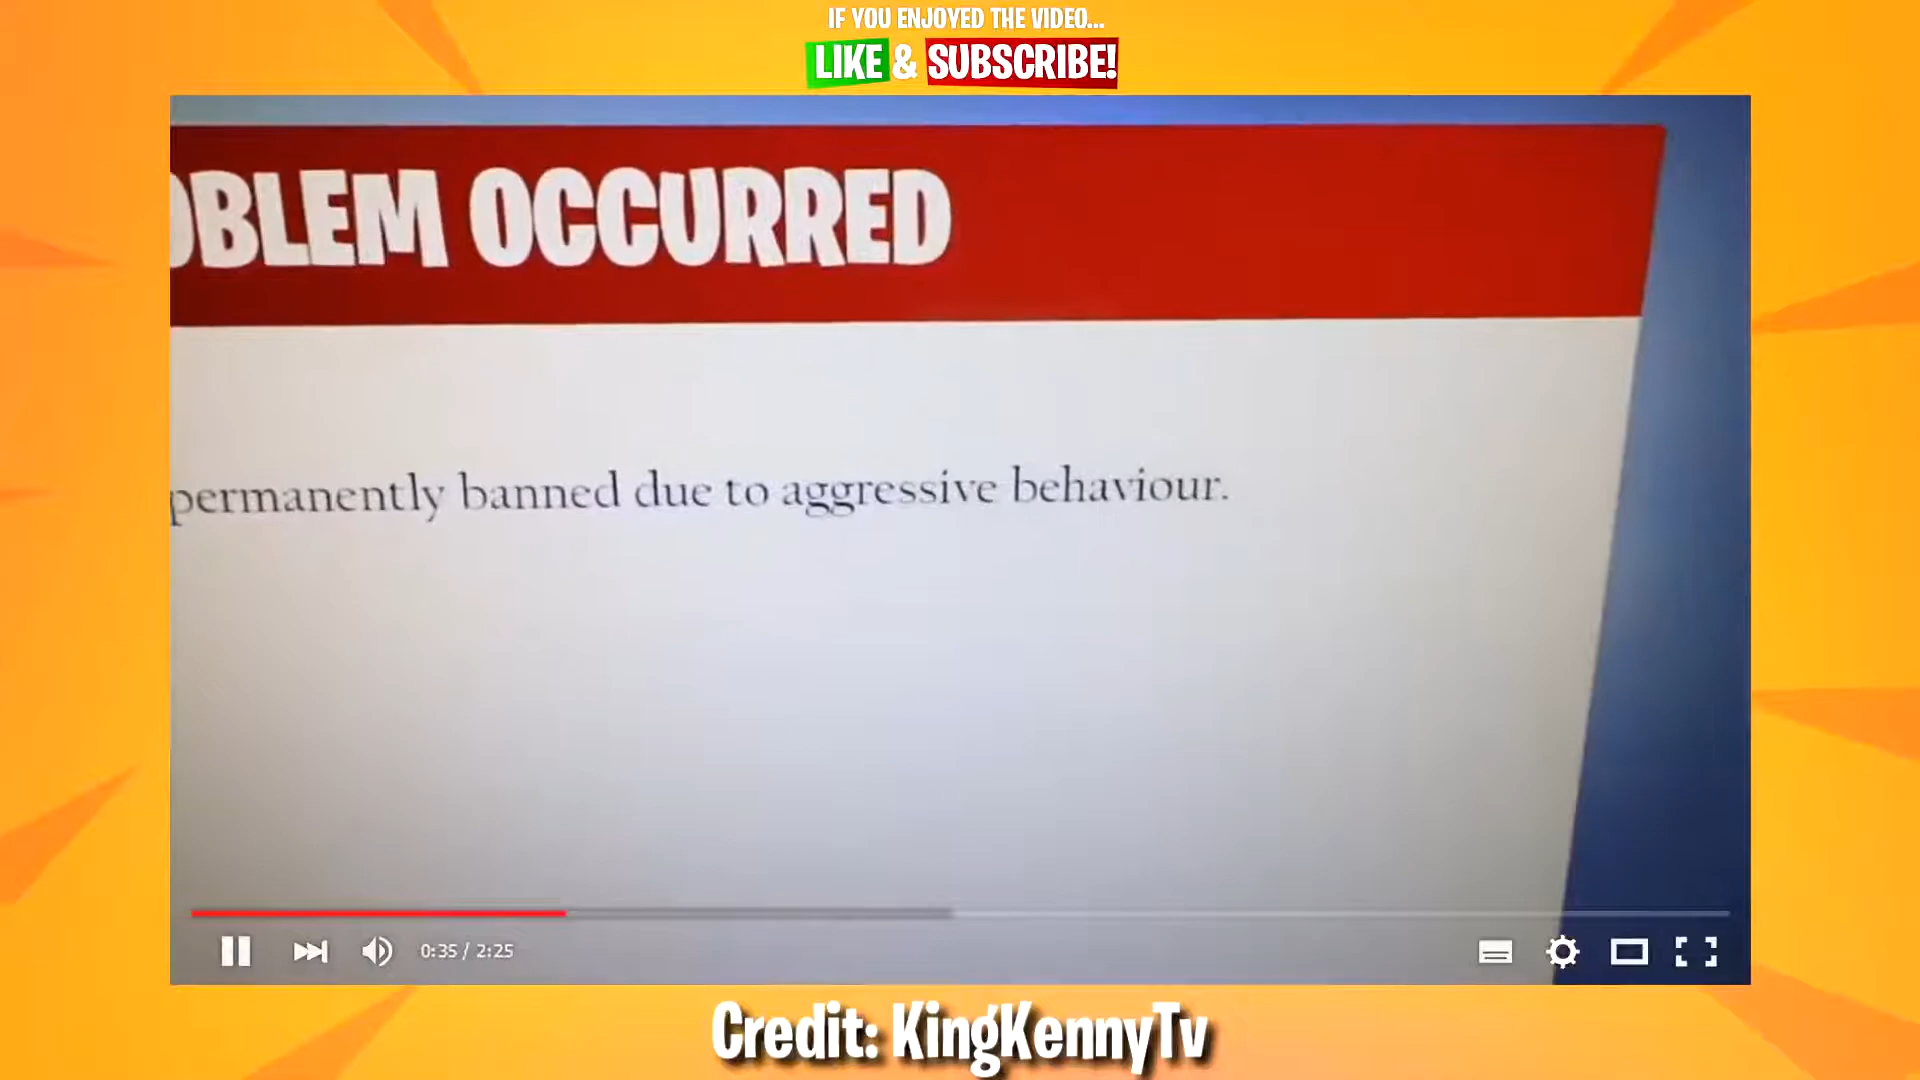 IF YOU ENJOYED THE VIDEO...
LIKE & SUBSCRIBE!
OBLEM OCCURRED
permanently banned due to aggressive behaviour.
0:35 / 2:25
Credit: KingKennyTv